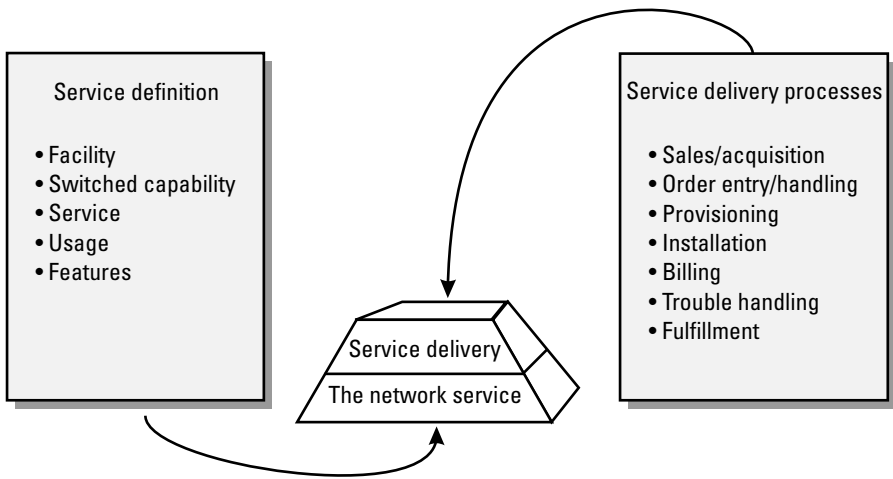 Service definition
• Facility
• Switched capability
• Service
• Usage
• Features
Service delivery
The network service
Service delivery processes
• Sales/acquisition
• Order entry/handling
• Provisioning
• Installation
• Billing
• Trouble handling
• Fulfillment